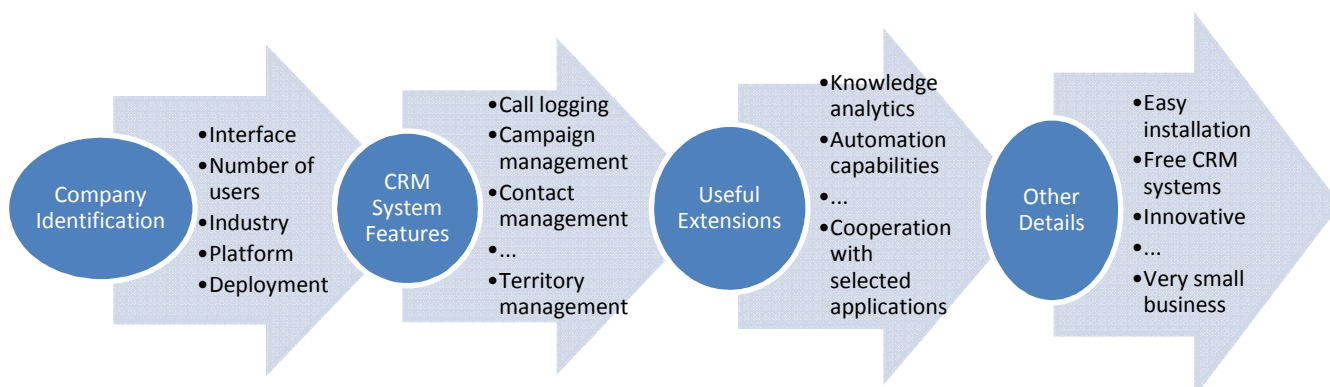 Company
Identification
•Interface
•Number of
users
•Industry
•Platform
•Deployment
CRM
System
Features
•Call logging
•Campaign
management
•Contact
management
•...
•Territory
management
Useful
Extensions
•Knowledge
analytics
•Automation
capabilities
•...
•Cooperation
with
selected
applications
Other
Details
•Easy
installation
•Free CRM
systems
•Innovative
•...
•Very small
business